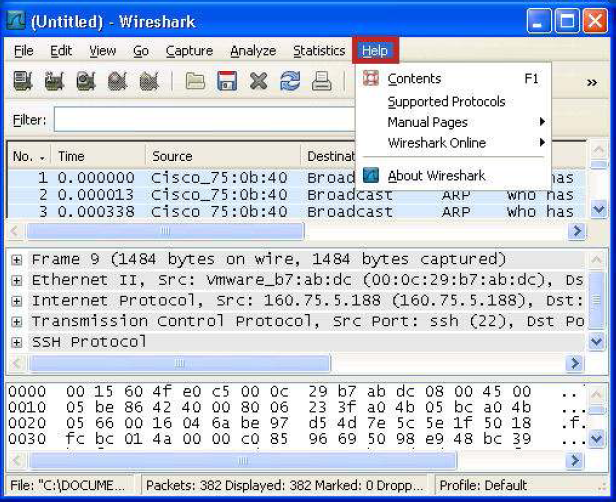 (Untitled) - Wireshark
File Edit View Go Capture Analyze Statistics Help
Contents F1
Supported Protocols
Manual Pages
Wireshark Online
About Wireshark
»
Filter:
No. . Time Source Destinat
1 0.000000 Cisco_75:0b:40 Broad has
2 0.000013 Cisco_75:0b:40 Broadcast ARP Who has
3 0.000338 Cisco_75:0b:40 Broadcast ARP Who has
Frame 9 (1484 bytes on wire, 1484 bytes captured)
Ethernet II, Src: Vmware_b7:ab:dc (00:0c:29:b7:ab:dc), Ds
Internet Protocol, Src: 160.75.5.188 (160.75.5.188), Dst:
Transmission Control Protocol, Src Port: ssh (22), Dst Po
SSH Protocol
0000 00 15 60 4f e0 c5 00 0c 29 b7 ab dc 08 00 45 00 ..`
0010 05 be 86 42 40 00 80 06 23 3f a0 4b 05 bc a0 4b ...
0020 05 66 00 16 04 6a be 97 d5 4d 7e 5c 5e 1f 50 18 .f.
0030 fc bc 01 4a 00 00 c0 85 96 69 50 98 e9 48 bc 39 ...
File: "C:\DOCUME... Packets: 382 Displayed: 382 Marked: 0 Dropp... Profile: Default